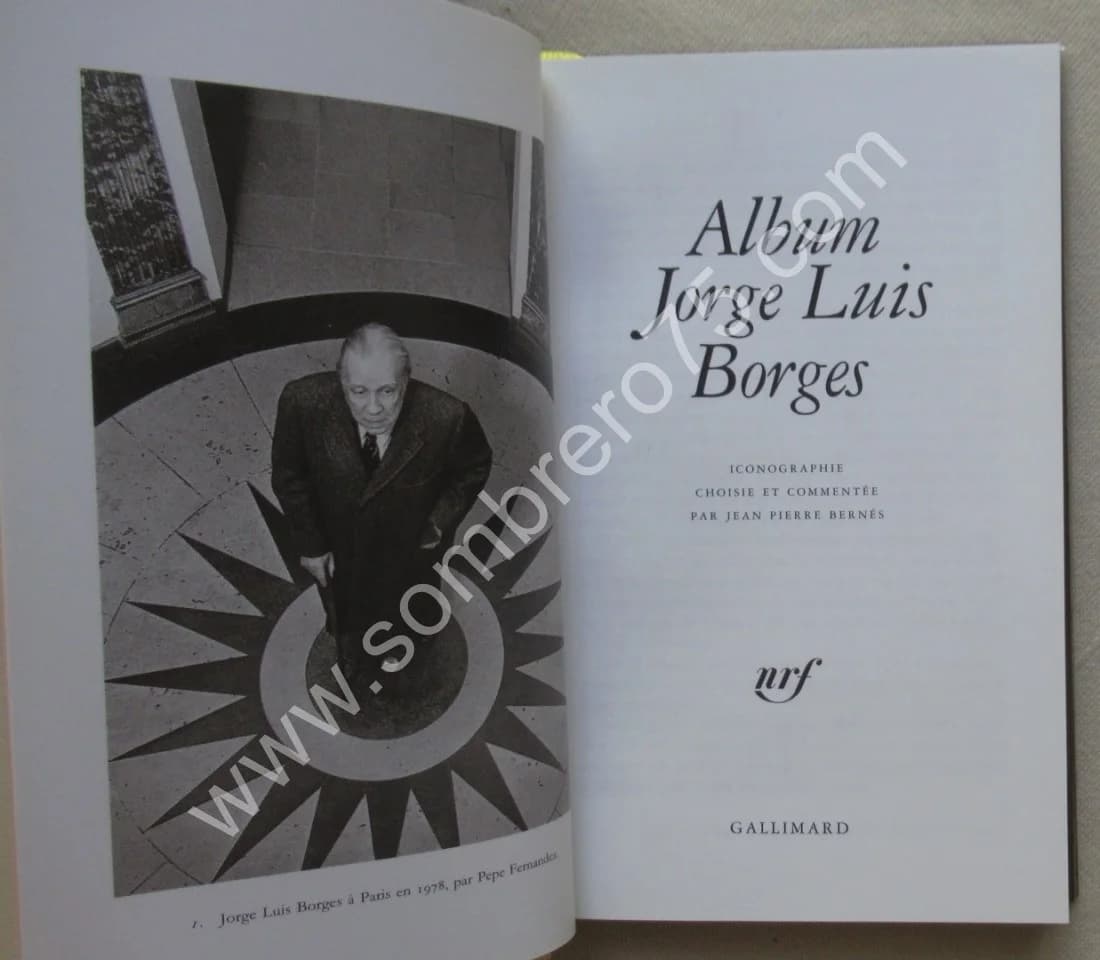 1. Jorge Luis Borges à Paris en 1978, par Pepe Fernandez
Album
Jorge Luis
Borges
ICONOGRAPHIE
CHOISIE ET COMMENTÉE
PAR JEAN PIERRE BERNÉS
nrf
GALLIMARD
www.sombrero75.com